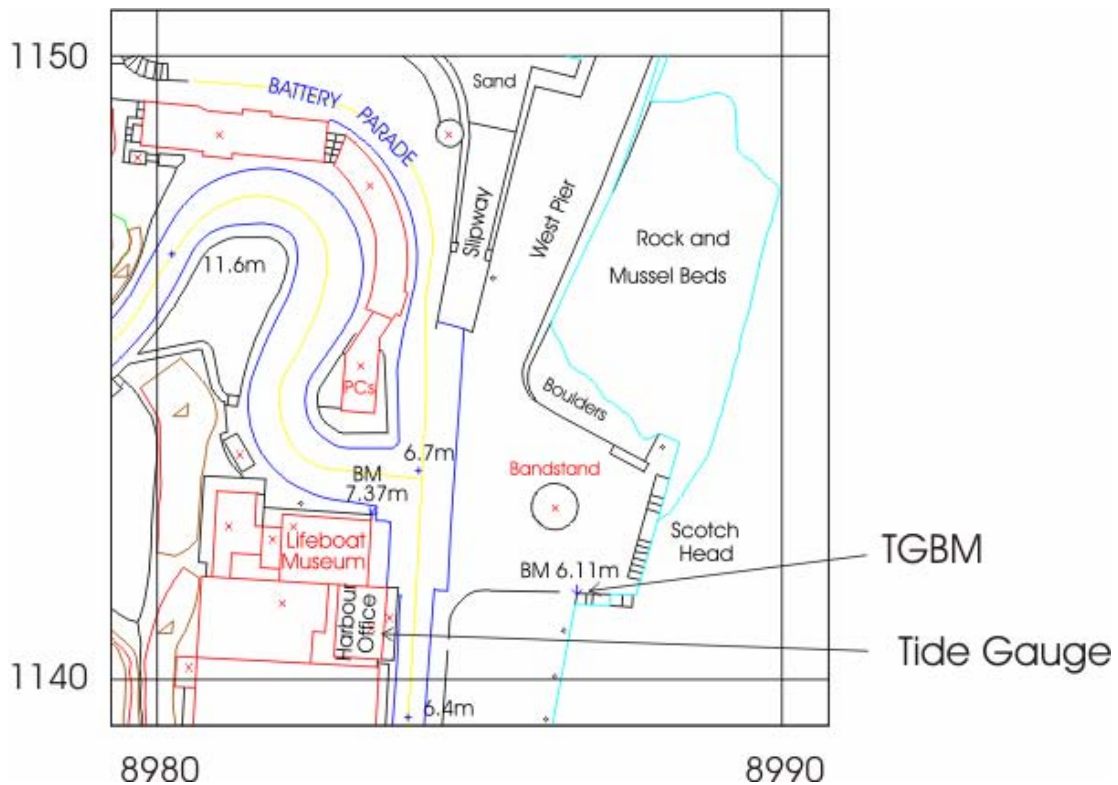 1150
Sand
BATTERY PARADE
Slipway
West Pier
Rock and
Mussel Beds
11.6m
PCs
Boulders
6.7m
BM
7.37m
Bandstand
Lifeboat
Museum
Scotch
Head
BM 6.11m
TGBM
Harbour
Office
Tide Gauge
1140
6.4m
8980
8990